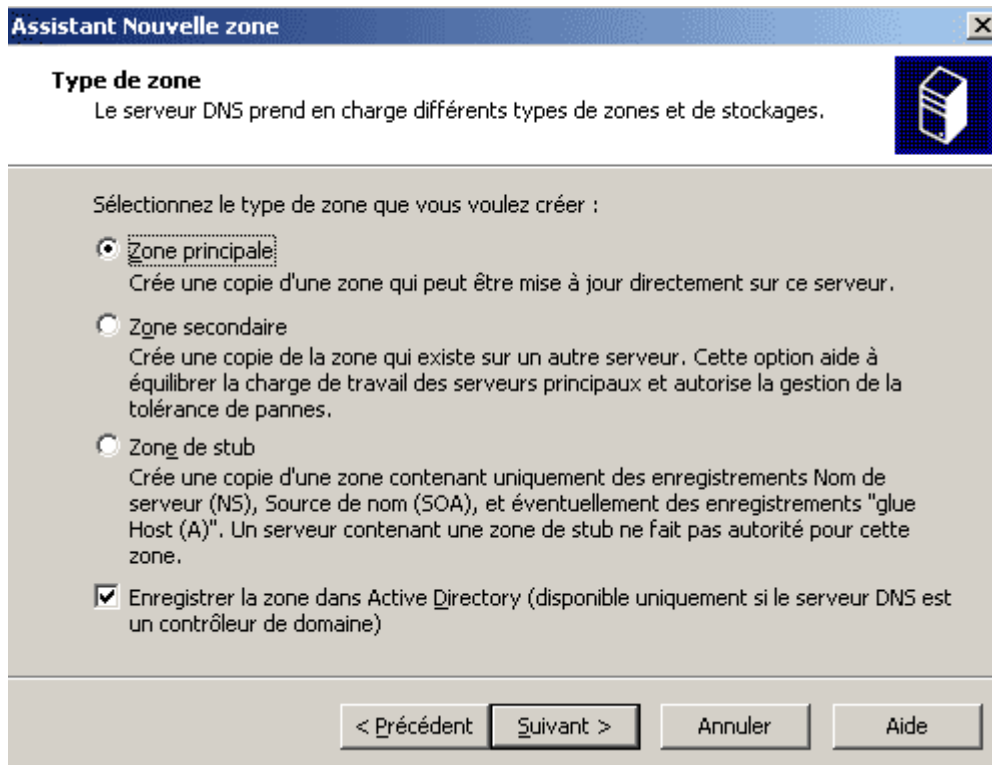 Assistant Nouvelle zone
Type de zone
Le serveur DNS prend en charge différents types de zones et de stockages.
Sélectionnez le type de zone que vous voulez créer :
Zone principale
Crée une copie d'une zone qui peut être mise à jour directement sur ce serveur.
Zone secondaire
Crée une copie de la zone qui existe sur un autre serveur. Cette option aide à
équilibrer la charge de travail des serveurs principaux et autorise la gestion de la
tolérance de pannes.
Zone de stub
Crée une copie d'une zone contenant uniquement des enregistrements Nom de
serveur (NS), Source de nom (SOA), et éventuellement des enregistrements "glue
Host (A)". Un serveur contenant une zone de stub ne fait pas autorité pour cette
zone.
Enregistrer la zone dans Active Directory (disponible uniquement si le serveur DNS est
un contrôleur de domaine)
< Précédent
Suivant >
Annuler
Aide